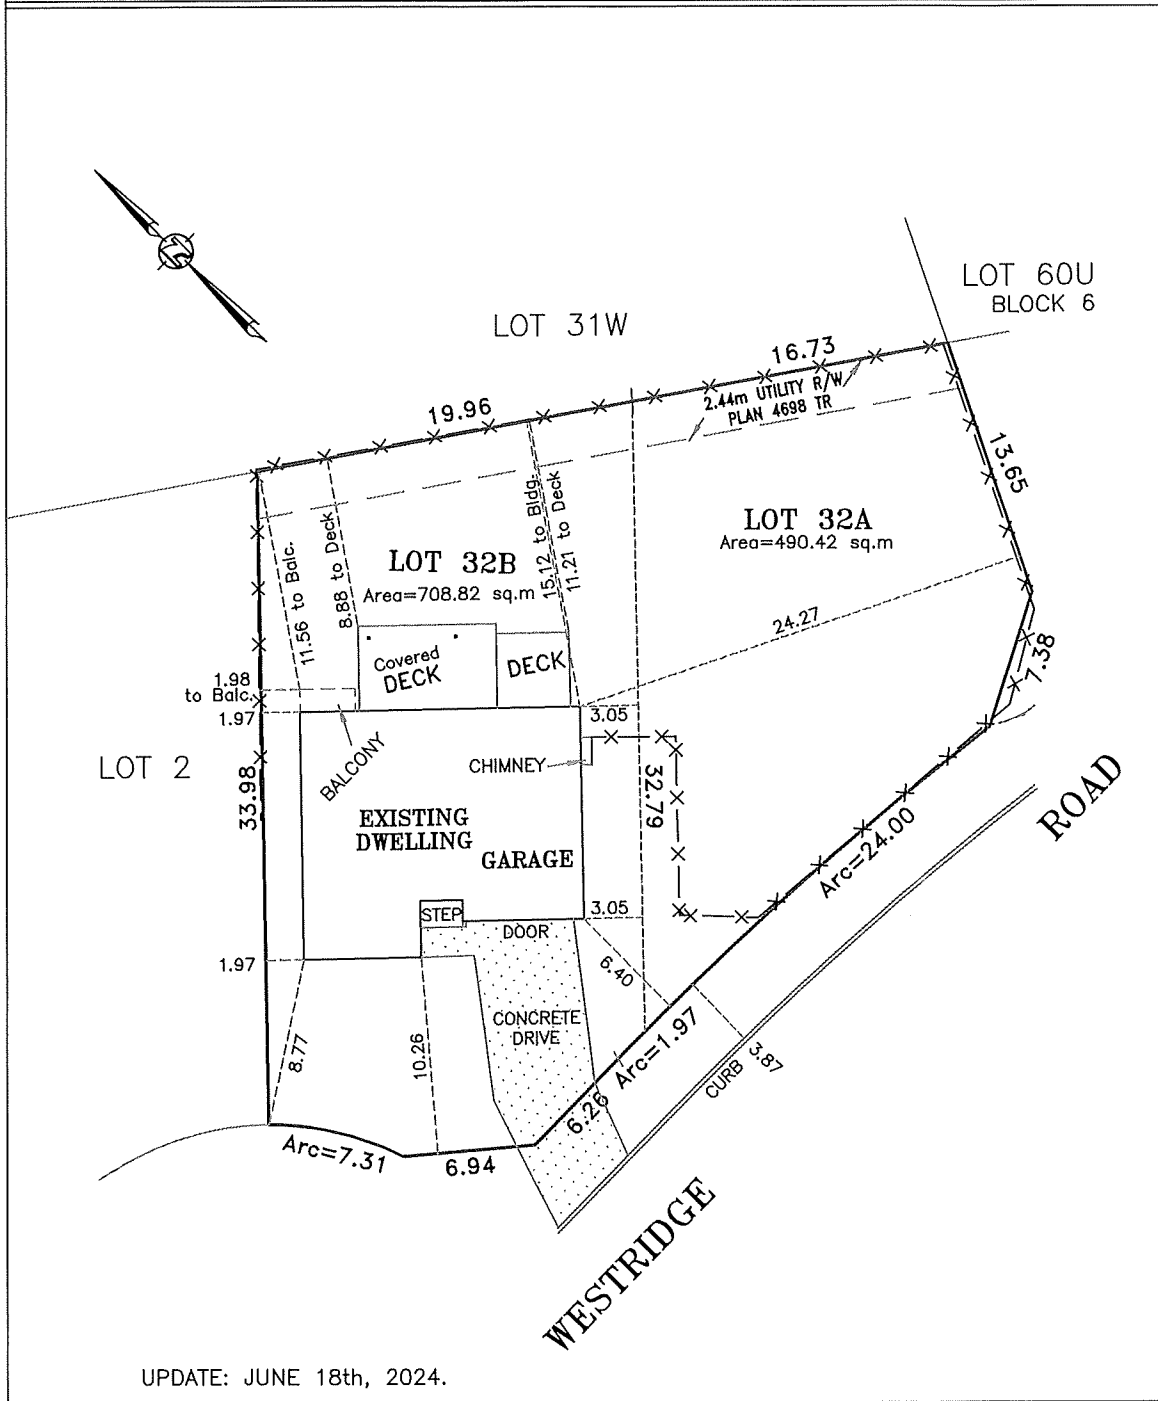 LOT 60U
BLOCK 6
LOT 31W
16.73
2.44m UTILITY R/W
PLAN 4698 TR
19.96
13.65
LOT 32A
Area=490.42 sq.m
LOT 32B
Area=708.82 sq.m
11.56 to Balc.
8.88 to Deck
15.12 to Bldg.
11.21 to Deck
24.27
7.38
Covered
DECK
DECK
1.98
to Balc.
1.97
3.05
BALCONY
CHIMNEY
LOT 2
33.98
32.79
EXISTING
DWELLING
GARAGE
ROAD
Arc=24.00
STEP
3.05
DOOR
1.97
6.40
CONCRETE
DRIVE
8.77
10.26
Arc=1.97
3.87
CURB
6.26
Arc=7.31
6.94
WESTRIDGE
UPDATE: JUNE 18th, 2024.